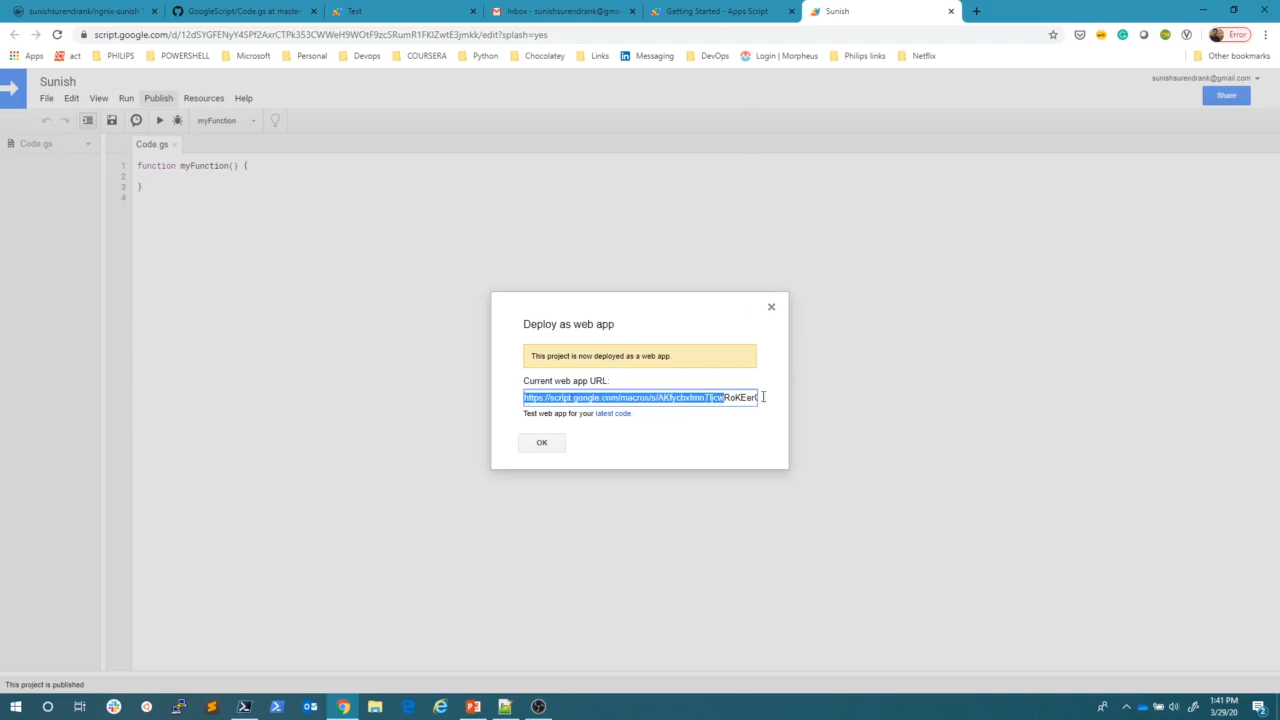 sunishsurendrank/ngnix-sunish T
GoogleScript/Code.gs at master
Test
Inbox - sunishsurendrank@gma
Getting Started - Apps Script
Sunish
script.google.com/d/12dSYGFENyY4SPf2AxrCTPk353CWWeH9WOtF9zcSRumR1FKIZwtE3jmkk/edit?splash=yes
Error
Apps
act
PHILIPS
POWERSHELL
Microsoft
Personal
Devops
COURSERA
Python
Chocolatey
Links
Messaging
DevOps
Login | Morpheus
Philips links
Netflix
Other bookmarks
Sunish
sunishsurendrank@gmail.com
File Edit View Run Publish Resources Help
Share
myFunction
Code.gs
Code.gs
1 function myFunction() {
2
3 }
4
Deploy as web app
This project is now deployed as a web app.
Current web app URL:
Test web app for your latest code.
OK
This project is published
1:41 PM
3/29/20
2